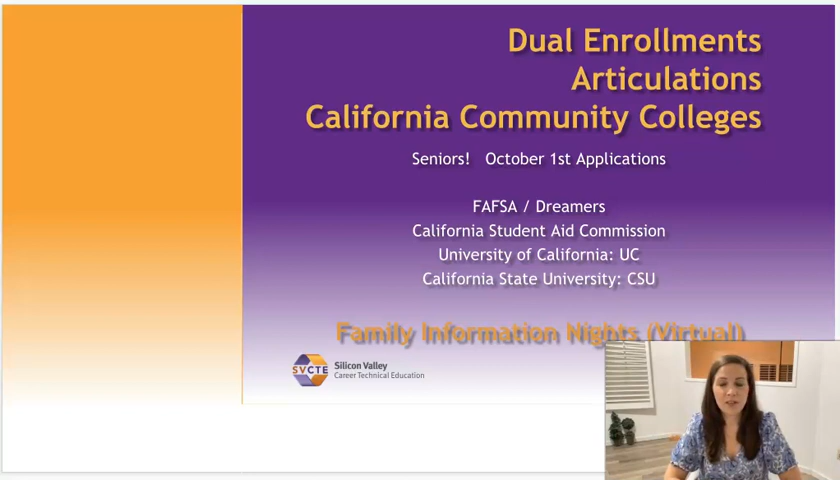 Dual Enrollments
Articulations
California Community Colleges
Seniors! October 1st Applications
FAFSA / Dreamers
California Student Aid Commission
University of California: UC
California State University: CSU
Family Information Nights (Virtual)
SVCTE
Silicon Valley
Career Technical Education